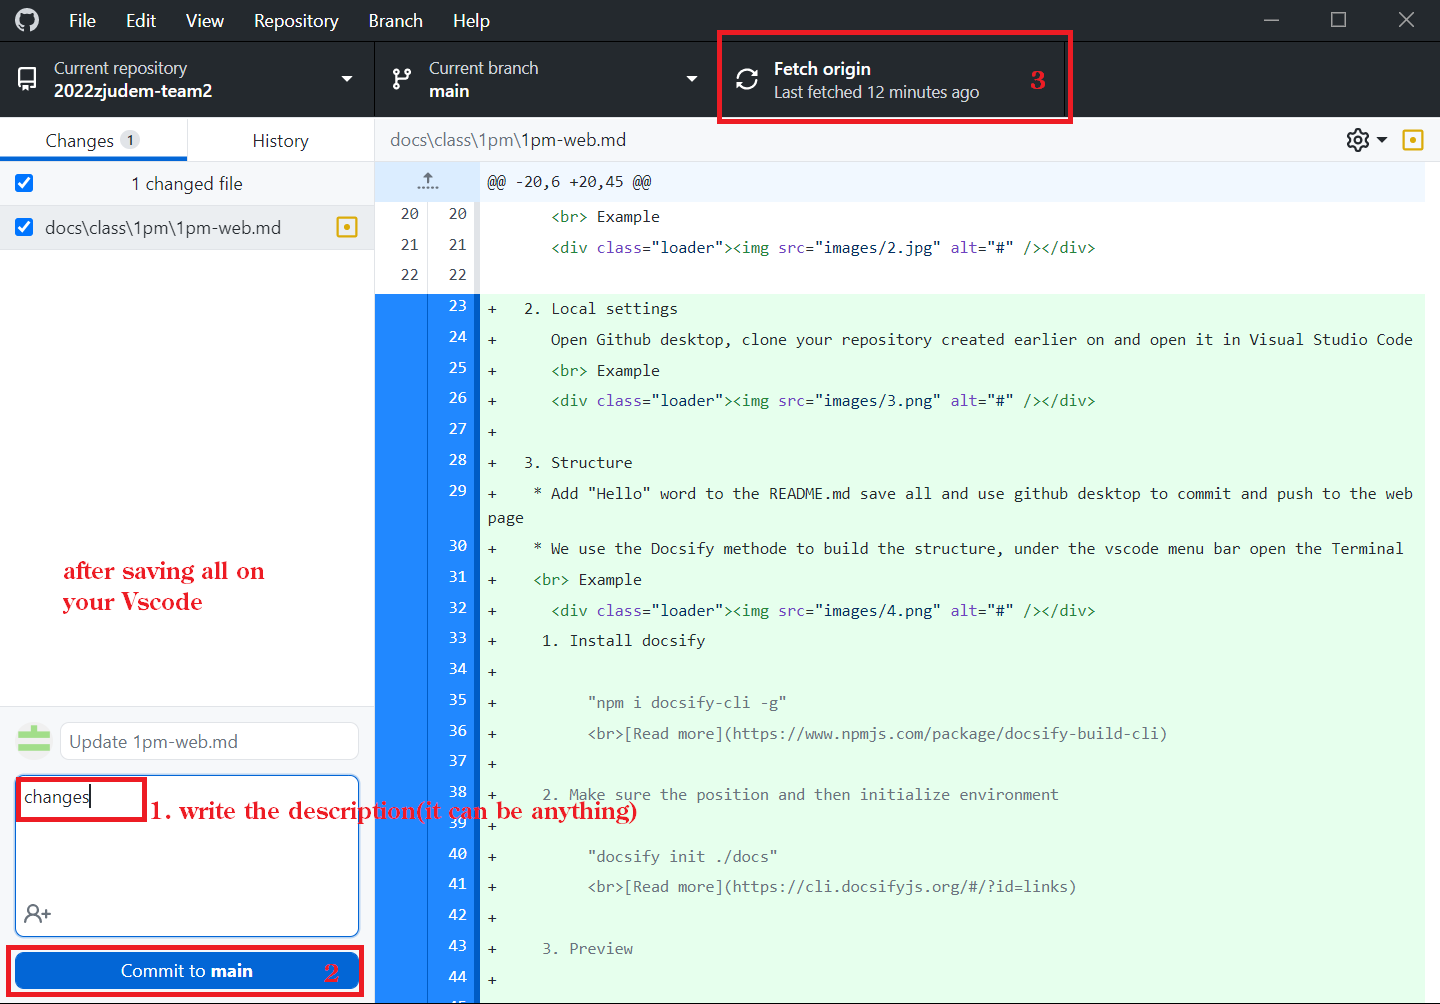 File Edit View Repository Branch Help
Current repository
2022zjudem-team2
Current branch
main
Fetch origin
Last fetched 12 minutes ago
3
Changes 1
History
docs\class\1pm\1pm-web.md
1 changed file
docs\class\1pm\1pm-web.md
@@ -20,6 +20,45 @@
20 20 <br> Example
21 21 <div class="loader"><img src="images/2.jpg" alt="#" /></div>
22 22
23 + 2. Local settings
24 + Open Github desktop, clone your repository created earlier on and open it in Visual Studio Code
25 + <br> Example
26 + <div class="loader"><img src="images/3.png" alt="#" /></div>
27 +
28 + 3. Structure
29 + * Add "Hello" word to the README.md save all and use github desktop to commit and push to the web
page
30 + * We use the Docsify methode to build the structure, under the vscode menu bar open the Terminal
31 + <br> Example
32 + <div class="loader"><img src="images/4.png" alt="#" /></div>
33 + 1. Install docsify
34 +
35 + "npm i docsify-cli -g"
36 + <br>[Read more](https://www.npmjs.com/package/docsify-build-cli)
37 +
38 + 2. Make sure the position and then initialize environment
39 +
40 + "docsify init ./docs"
41 + <br>[Read more](https://cli.docsifyjs.org/#/?id=links)
42 +
43 + 3. Preview
44 +
after saving all on
your Vscode
Update 1pm-web.md
changes
1. write the description(it can be anything)
Commit to main 2